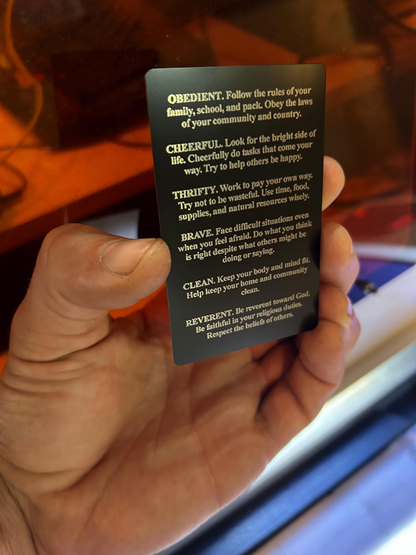 OBEDIENT. Follow the rules of your
family, school, and pack. Obey the laws
of your community and country.
CHEERFUL. Look for the bright side of
life. Cheerfully do tasks that come your
way. Try to help others be happy.
THRIFTY. Work to pay your own way.
Try not to be wasteful. Use time, food,
supplies, and natural resources wisely.
BRAVE. Face difficult situations even
when you feel afraid. Do what you think
is right despite what others might be
doing or saying.
CLEAN. Keep your body and mind fit.
Help keep your home and community
clean.
REVERENT. Be reverent toward God.
Be faithful in your religious duties.
Respect the beliefs of others.